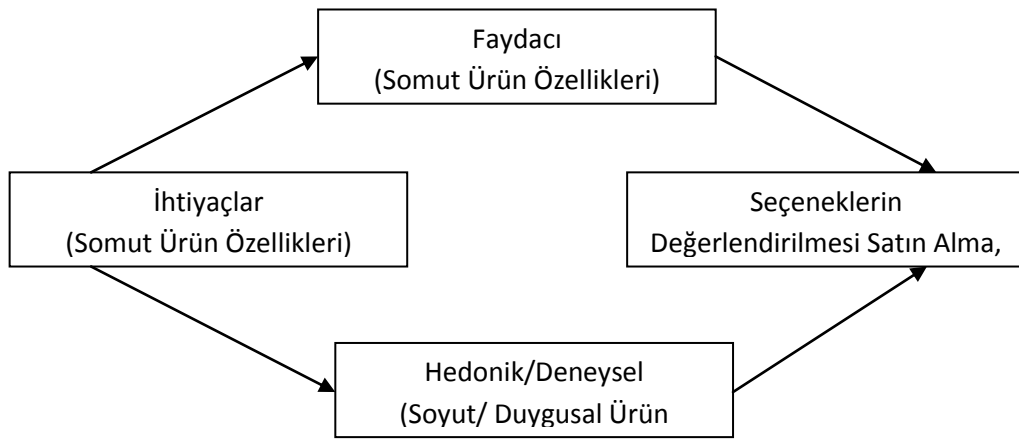 Faydacı
(Somut Ürün Özellikleri)
İhtiyaçlar
(Somut Ürün Özellikleri)
Seçeneklerin
Değerlendirilmesi Satın Alma,
Hedonik/Deneysel
(Soyut/ Duygusal Ürün